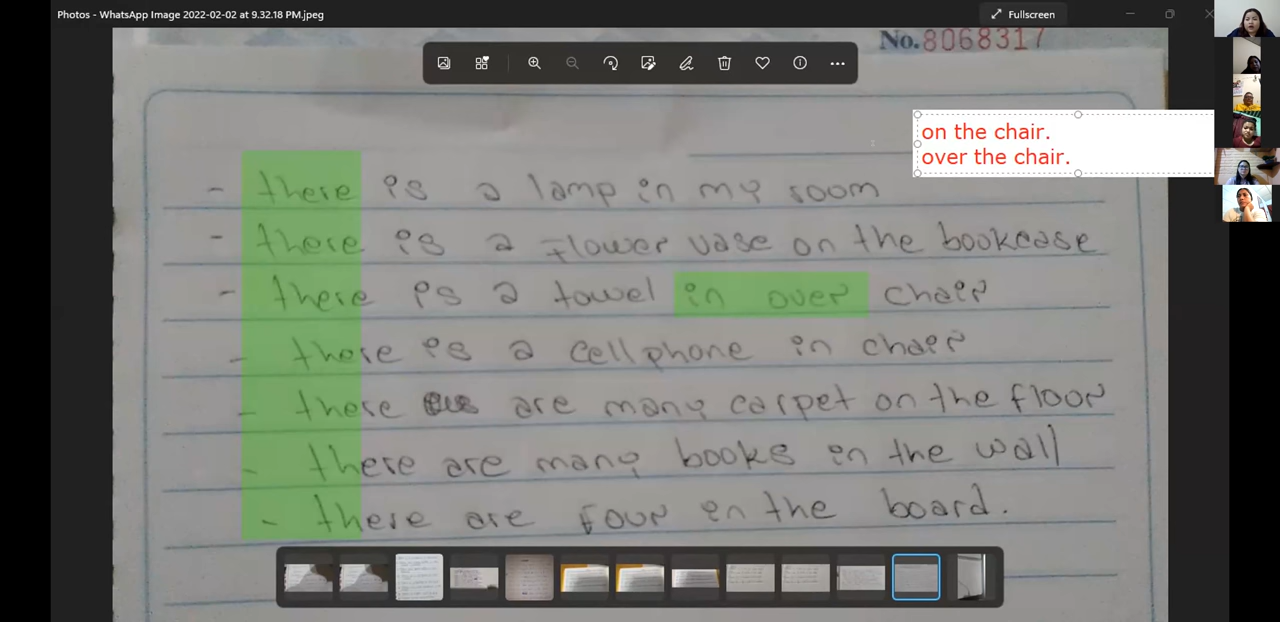 Photos - WhatsApp Image 2022-02-02 at 9.32.18 PM.jpeg
Fullscreen
No. 8068317
on the chair.
over the chair.
- there is a lamp in my room
- there is a flower vase on the bookcase
- there is a towel in over chair
- there is a cellphone in chair
- there are many carpet on the floor
- there are many books in the wall
- there are four in the board.